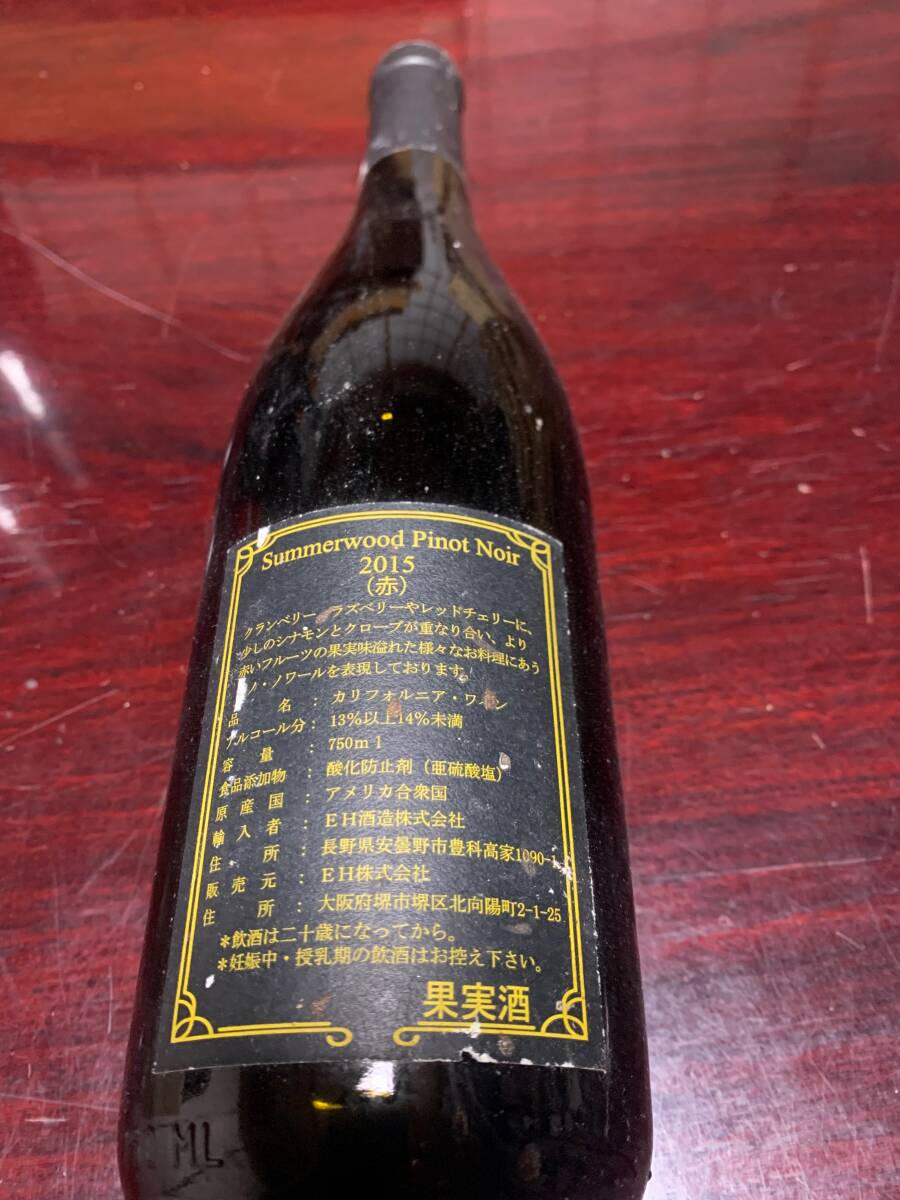 Summerwood Pinot Noir
2015
(赤)
クランベリー、ラズベリーやレッドチェリーに、
少しのシナモンとクローブが重なり合い、より
赤いフルーツの果実味溢れた様々なお料理にあう
ノ・ノワールを表現しております。
品名:カリフォルニア・ワイン
アルコール分:13%以上14%未満
容量:750ml
食品添加物:酸化防止剤(亜硫酸塩)
原産国:アメリカ合衆国
輸入者:EH酒造株式会社
住所:長野県安曇野市豊科高家1090-1
販売元:EH株式会社
住所:大阪府堺市堺区北向陽町2-1-25
*飲酒は二十歳になってから。
*妊娠中・授乳期の飲酒はお控え下さい。
果実酒
ML